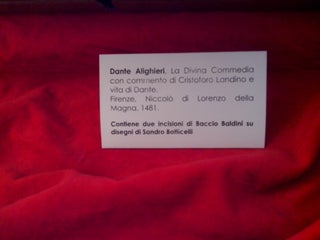 Dante Alighieri. La Divina Commedia
con commento di Cristoforo Landino e
vita di Dante.
Firenze, Niccolò di Lorenzo della
Magna, 1481.
Contiene due incisioni di Baccio Baldini su
disegni di Sandro Botticelli